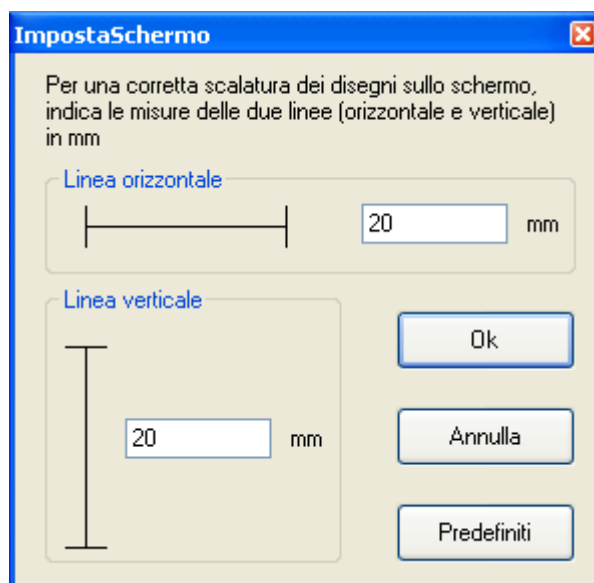 ImpostaSchermo
Per una corretta scalatura dei disegni sullo schermo,
indica le misure delle due linee (orizzontale e verticale)
in mm
Linea orizzontale
20 mm
Linea verticale
20 mm
Ok
Annulla
Predefiniti